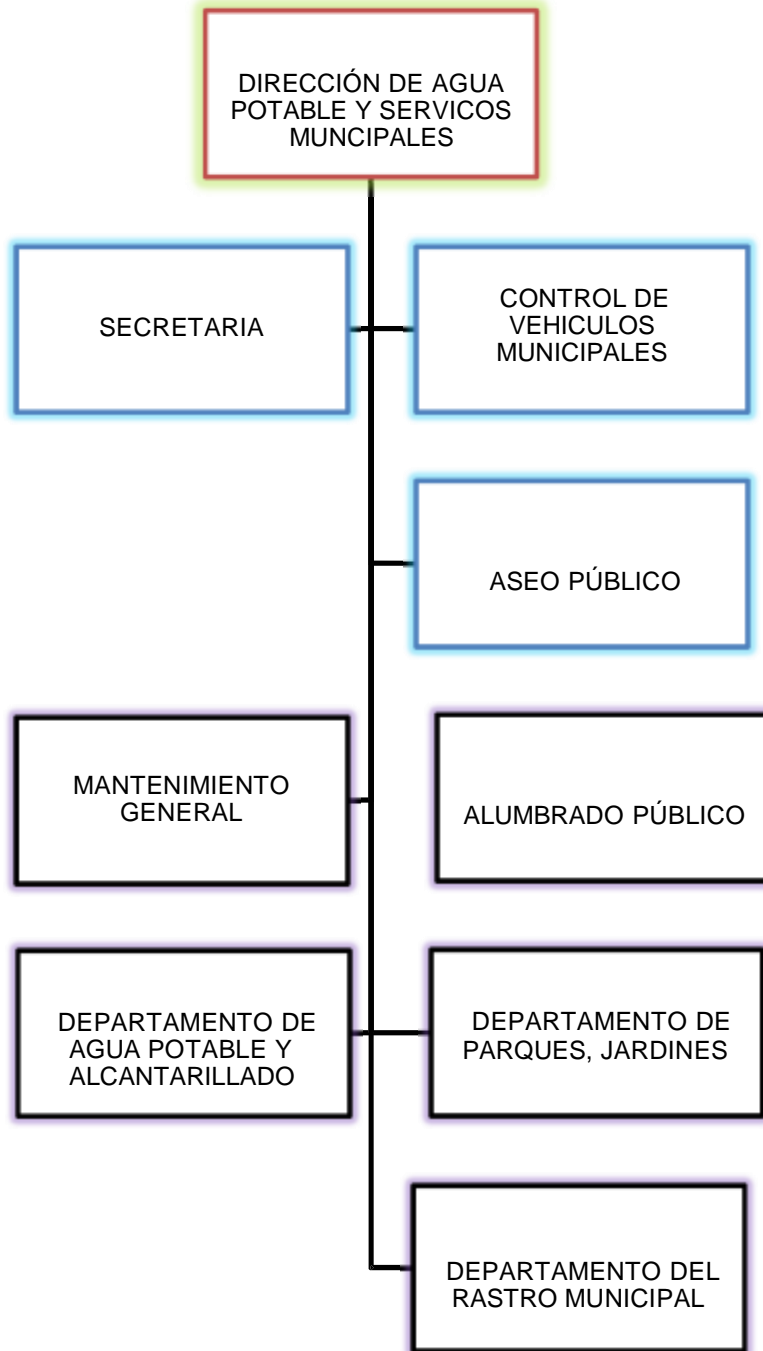 DIRECCIÓN DE AGUA
POTABLE Y SERVICOS
MUNCIPALES
SECRETARIA
CONTROL DE
VEHICULOS
MUNICIPALES
ASEO PÚBLICO
MANTENIMIENTO
GENERAL
ALUMBRADO PÚBLICO
DEPARTAMENTO DE
AGUA POTABLE Y
ALCANTARILLADO
DEPARTAMENTO DE
PARQUES, JARDINES
DEPARTAMENTO DEL
RASTRO MUNICIPAL